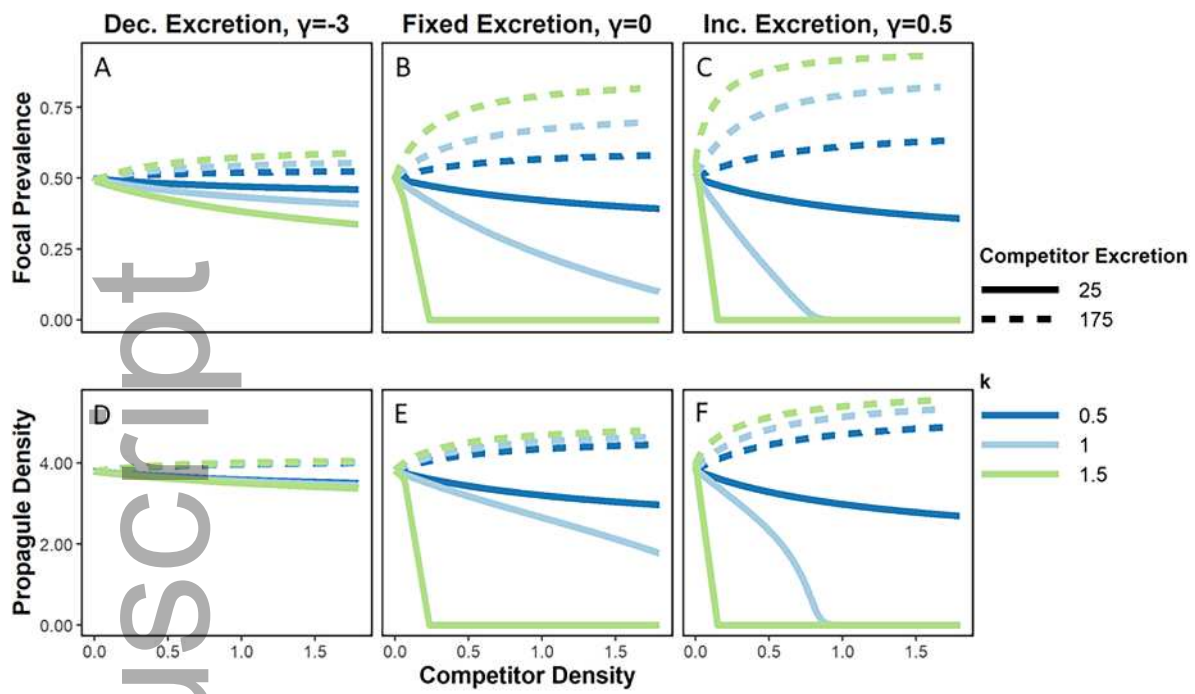 Dec. Excretion, γ=-3 Fixed Excretion, γ=0 Inc. Excretion, γ=0.5
A B C
Focal Prevalence
0.75
0.50
0.25
0.00
Competitor Excretion
25
175
D E F
Propagule Density
4.00
2.00
0.00
k
0.5
1
1.5
0.0 0.5 1.0 1.5 0.0 0.5 1.0 1.5 0.0 0.5 1.0 1.5
Competitor Density
uscript